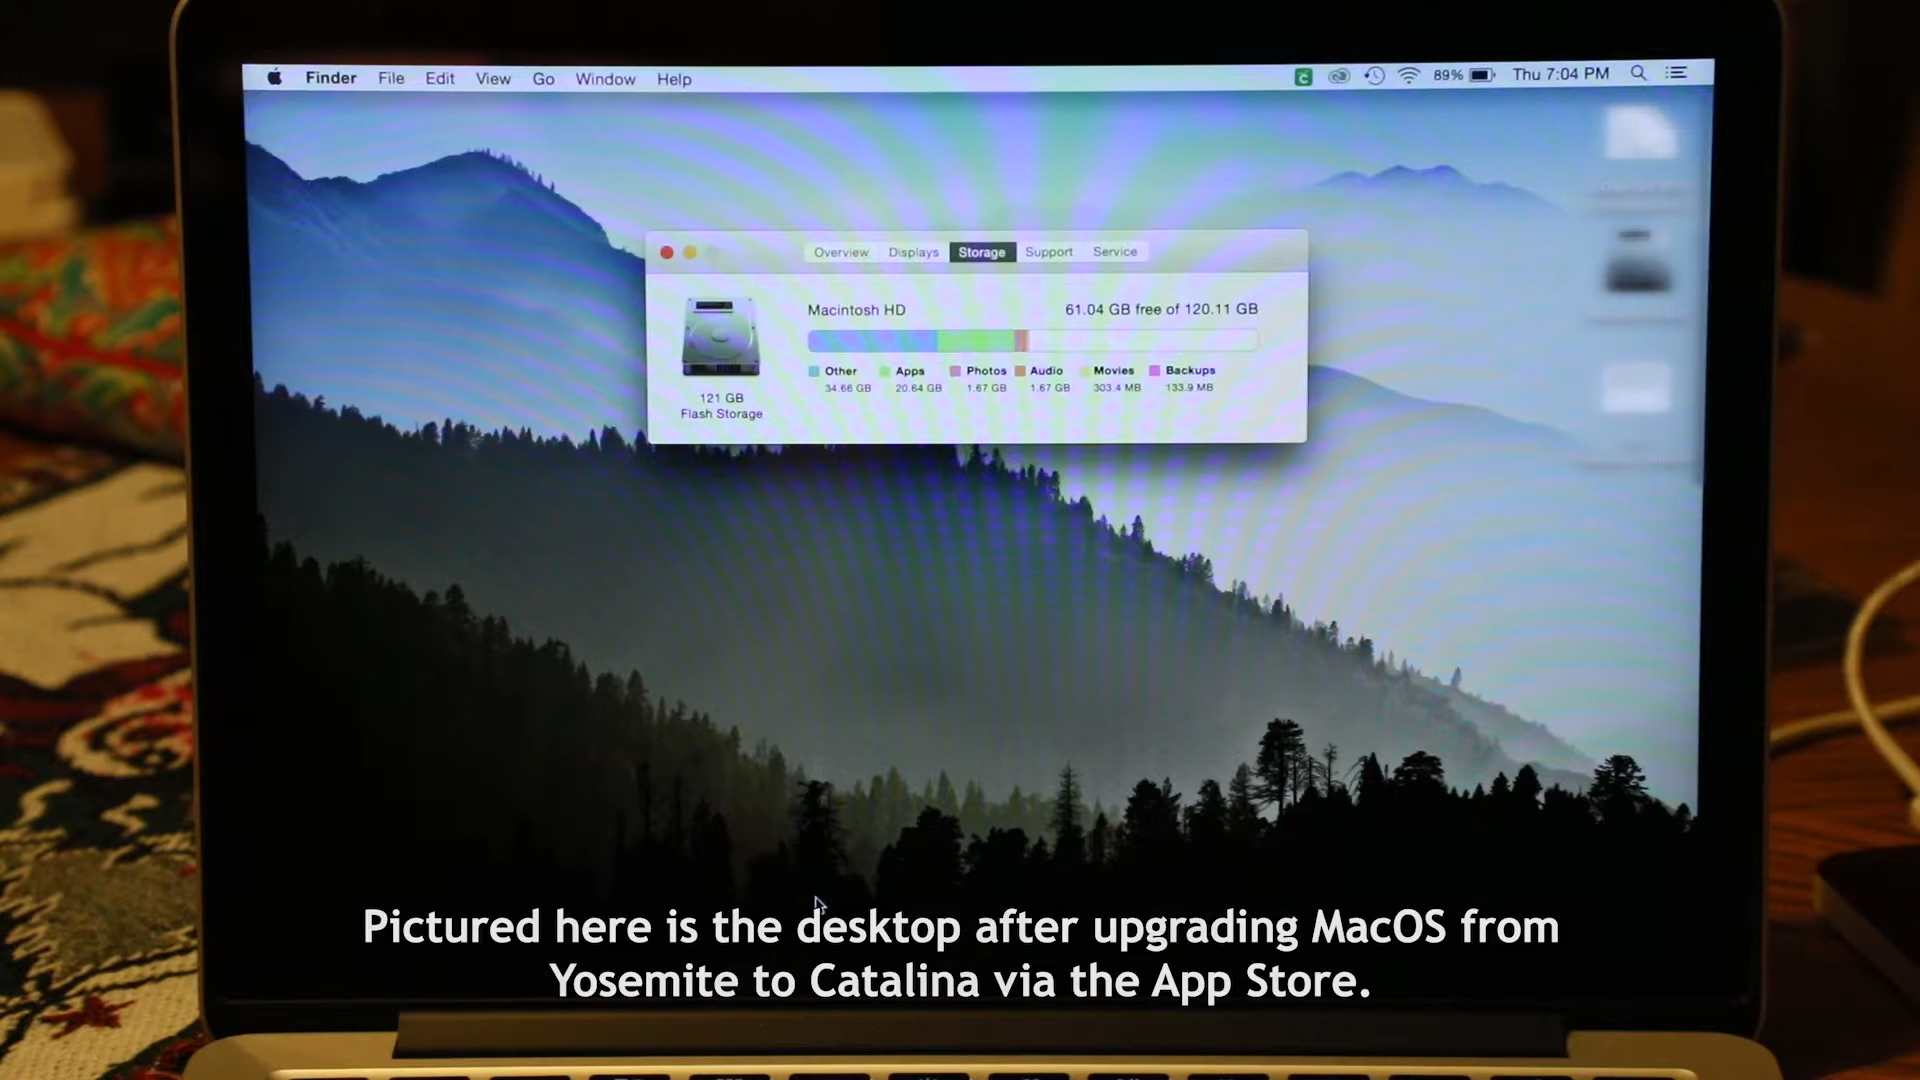 Finder File Edit View Go Window Help 89% Thu 7:04 PM
Overview Displays Storage Support Service
Macintosh HD 61.04 GB free of 120.11 GB
Other Apps Photos Audio Movies Backups
34.66 GB 20.64 GB 1.67 GB 1.67 GB 303.4 MB 133.9 MB
121 GB
Flash Storage
Pictured here is the desktop after upgrading MacOS from
Yosemite to Catalina via the App Store.